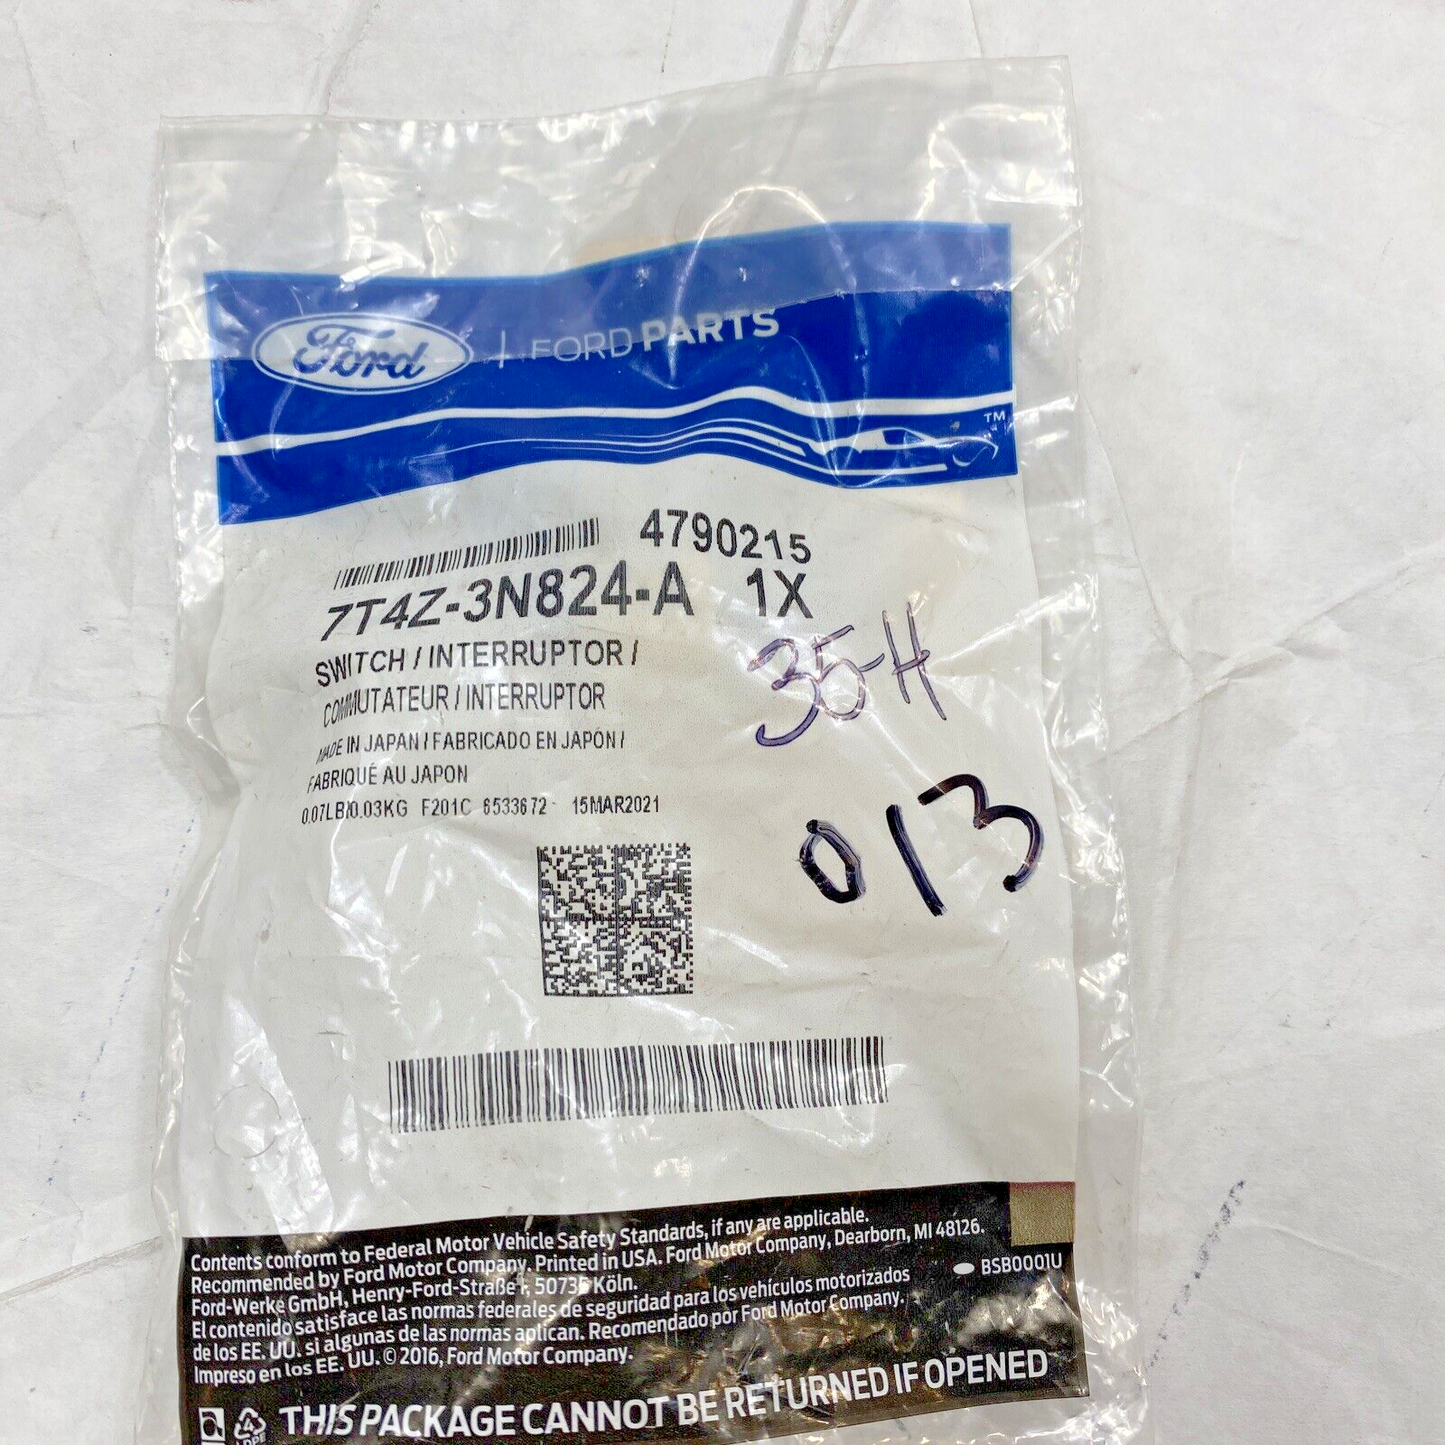 Ford | FORD PARTS
TM
4790215
7T4Z-3N824-A 1X
SWITCH / INTERRUPTOR /
COMMUTATEUR / INTERRUPTOR
35-H
MADE IN JAPAN / FABRICADO EN JAPÓN /
FABRIQUÉ AU JAPON
0.07LB/0.03KG F201C 6533672 15MAR2021
013
Contents conform to Federal Motor Vehicle Safety Standards, if any are applicable.
Recommended by Ford Motor Company. Printed in USA. Ford Motor Company, Dearborn, MI 48126.
Ford-Werke GmbH, Henry-Ford-Straße 1, 50735 Köln.
BSB0001U
El contenido satisface las normas federales de seguridad para los vehículos motorizados
de los EE. UU. si algunas de las normas aplican. Recomendado por Ford Motor Company.
Impreso en los EE. UU. © 2016, Ford Motor Company.
THIS PACKAGE CANNOT BE RETURNED IF OPENED